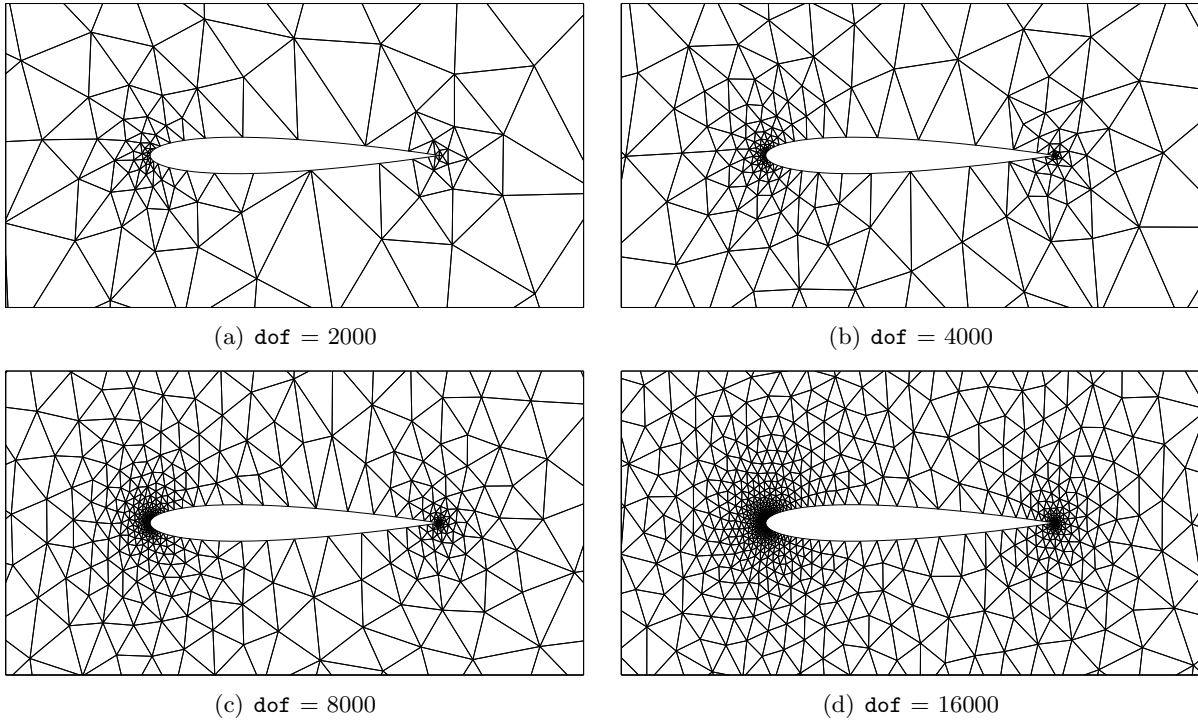 (a) dof = 2000
(b) dof = 4000
(c) dof = 8000
(d) dof = 16000